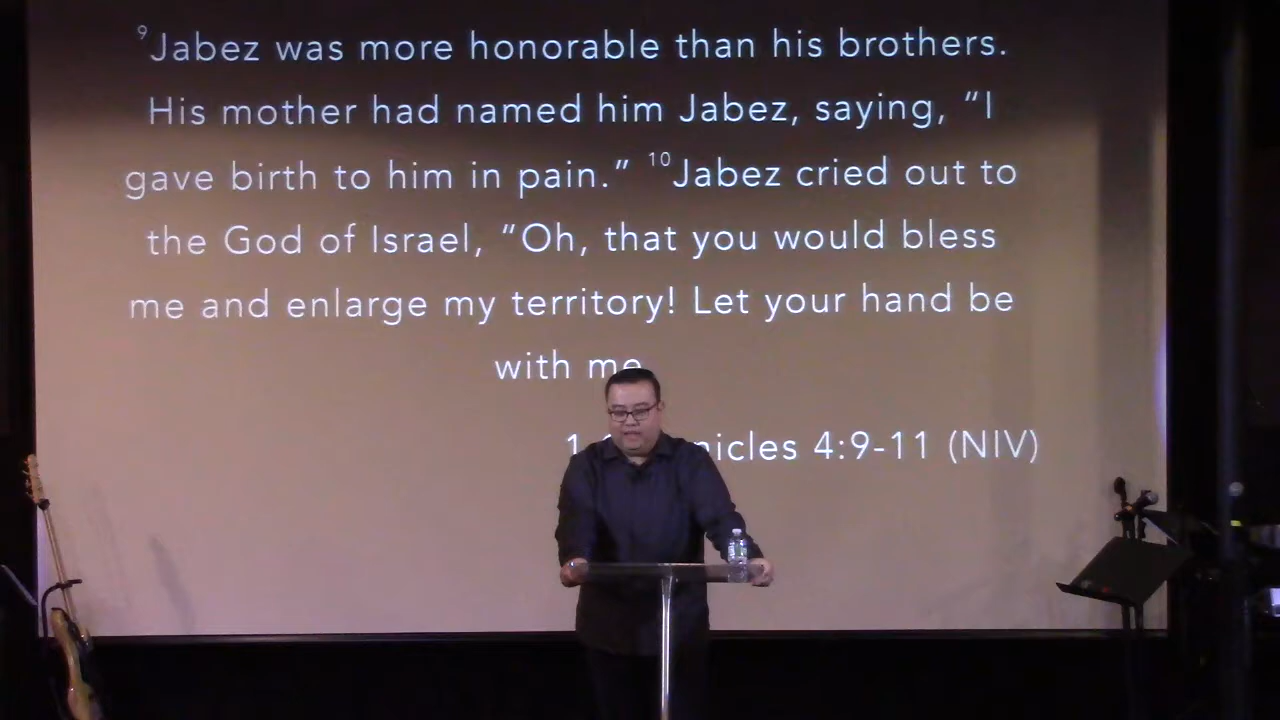 ⁹Jabez was more honorable than his brothers.
His mother had named him Jabez, saying, “I
gave birth to him in pain.” ¹⁰Jabez cried out to
the God of Israel, “Oh, that you would bless
me and enlarge my territory! Let your hand be
with me
1 4:9-11 (NIV)